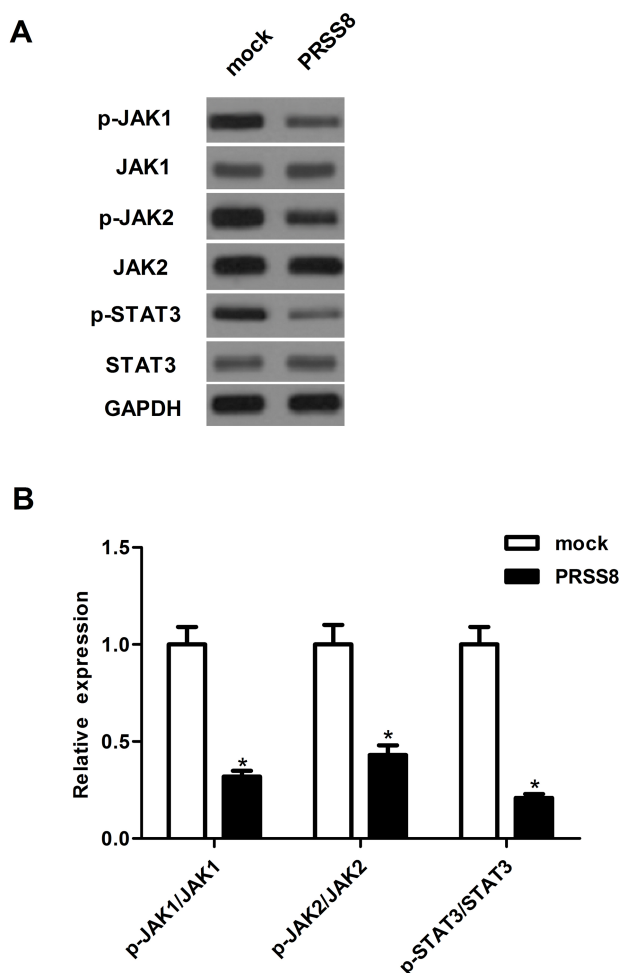 A
mock PRSS8
p-JAK1
JAK1
p-JAK2
JAK2
p-STAT3
STAT3
GAPDH
B
mock
PRSS8
Relative expression
1.5
1.0
0.5
0.0
*
*
*
p-JAK1/JAK1
p-JAK2/JAK2
p-STAT3/STAT3